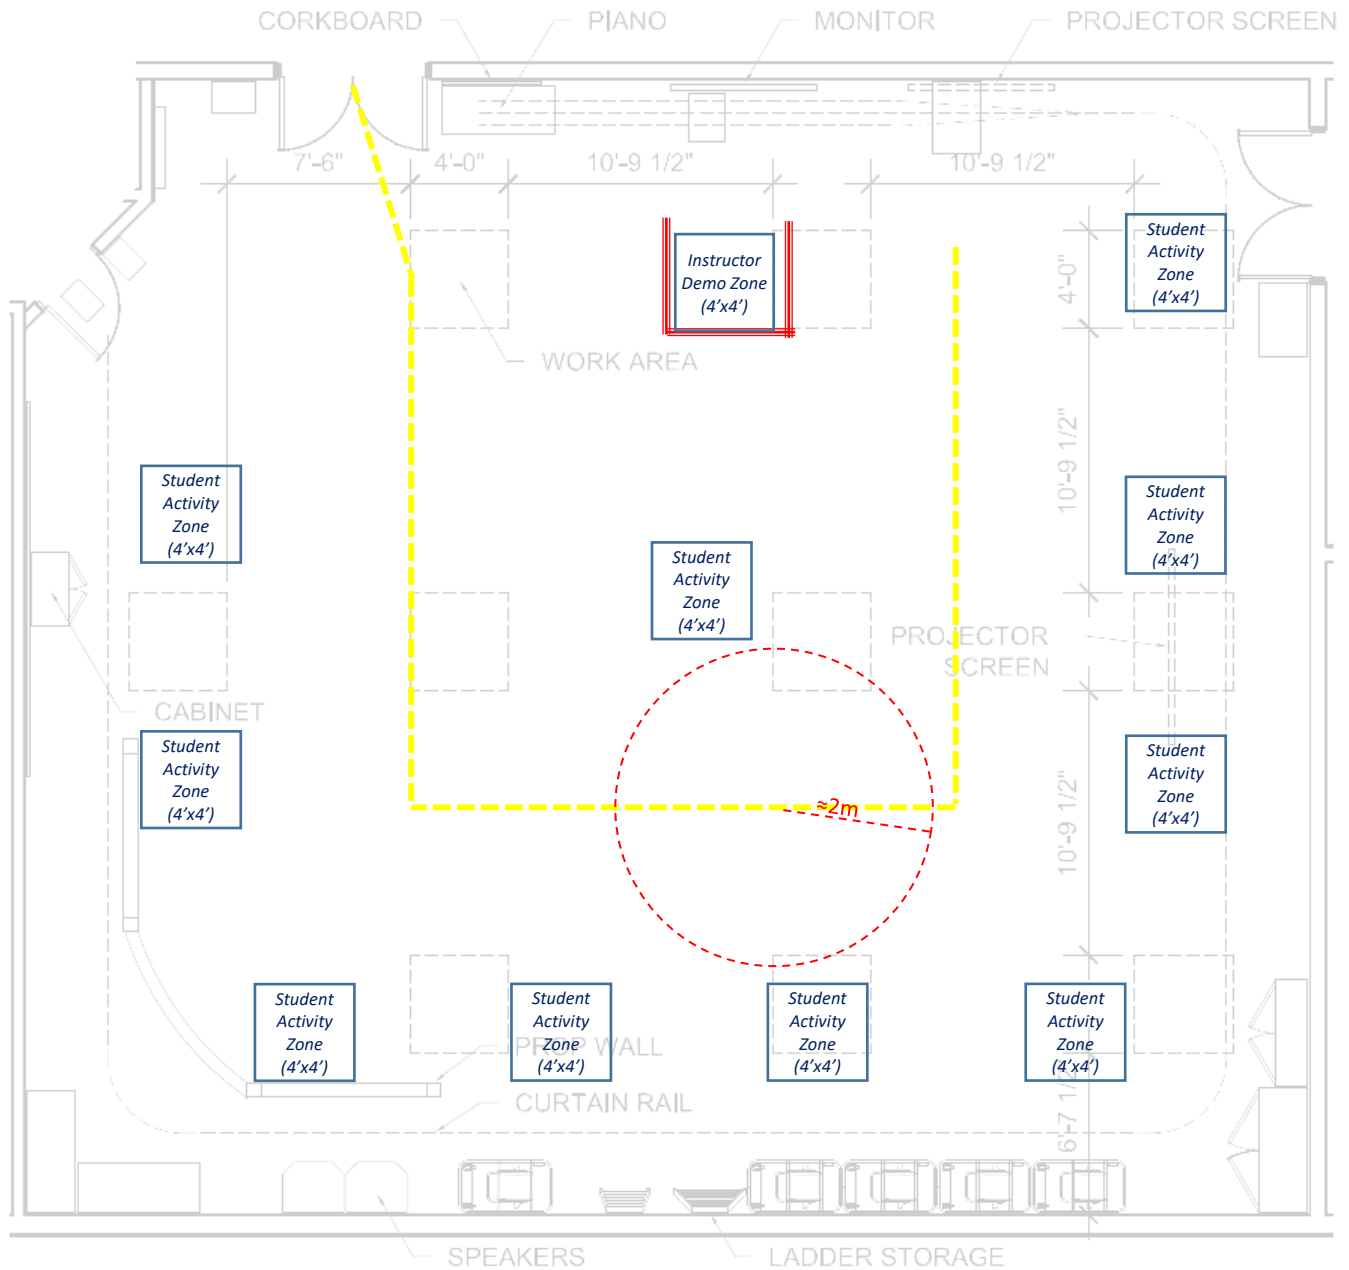 CORKBOARD
PIANO
MONITOR
PROJECTOR SCREEN
7'-6"
4'-0"
10'-9 1/2"
10'-9 1/2"
Instructor
Demo Zone
(4’x4’)
Student
Activity
Zone
(4’x4’)
4'-0"
WORK AREA
10'-9 1/2"
Student
Activity
Zone
(4’x4’)
Student
Activity
Zone
(4’x4’)
Student
Activity
Zone
(4’x4’)
PROJECTOR
SCREEN
CABINET
Student
Activity
Zone
(4’x4’)
≈2m
10'-9 1/2"
Student
Activity
Zone
(4’x4’)
Student
Activity
Zone
(4’x4’)
Student
Activity
Zone
(4’x4’)
Student
Activity
Zone
(4’x4’)
Student
Activity
Zone
(4’x4’)
PROP WALL
CURTAIN RAIL
6'-7 1/2"
SPEAKERS
LADDER STORAGE